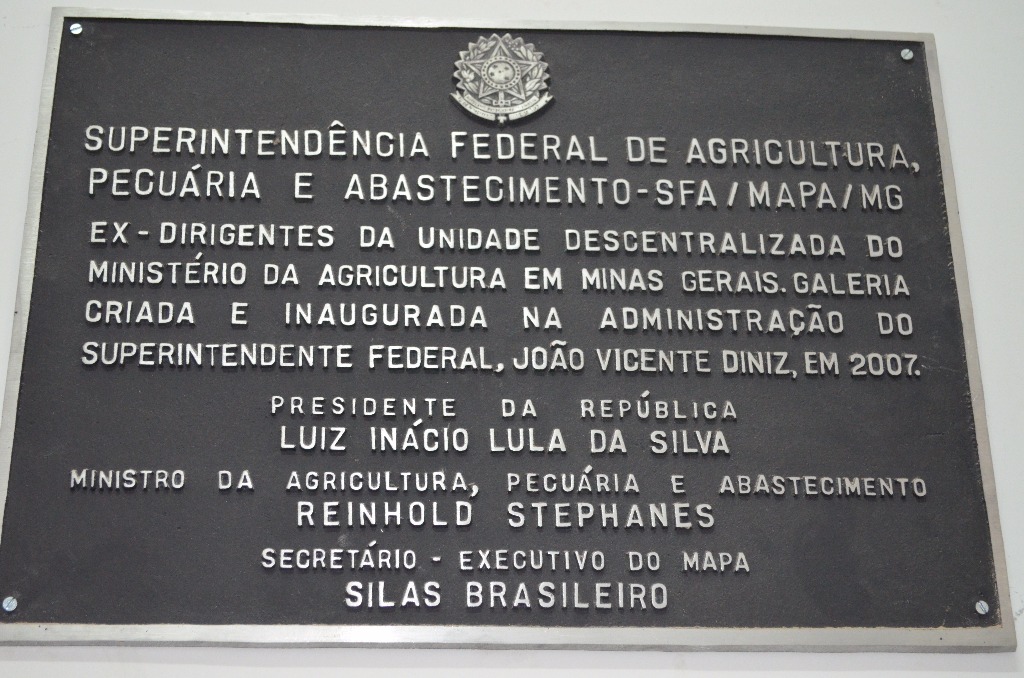 SUPERINTENDÊNCIA FEDERAL DE AGRICULTURA,
PECUÁRIA E ABASTECIMENTO-SFA/MAPA/MG
EX-DIRIGENTES DA UNIDADE DESCENTRALIZADA DO
MINISTÉRIO DA AGRICULTURA EM MINAS GERAIS. GALERIA
CRIADA E INAUGURADA NA ADMINISTRAÇÃO DO
SUPERINTENDENTE FEDERAL, JOÃO VICENTE DINIZ, EM 2007.
PRESIDENTE DA REPÚBLICA
LUIZ INÁCIO LULA DA SILVA
MINISTRO DA AGRICULTURA, PECUÁRIA E ABASTECIMENTO
REINHOLD STEPHANES
SECRETÁRIO - EXECUTIVO DO MAPA
SILAS BRASILEIRO